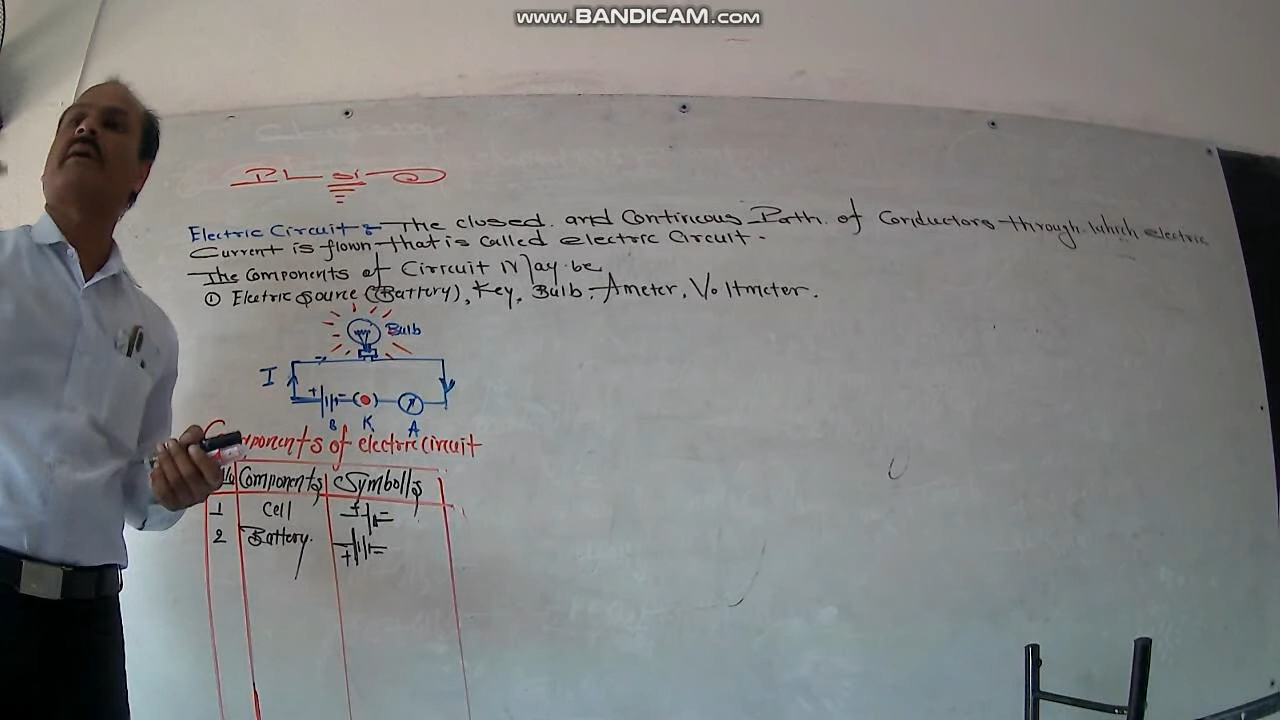 www.BANDICAM.com
Electric Circuit :- The closed and Continuous Path of Conductors through which electric
Current is flown that is called electric Circuit.
The Components of Circuit May be
① Electric source (Battery), Key, Bulb, Ameter, Voltmeter.
Bulb
I
+ -
B K A
Components of electric circuit
Components Symbolls
1 Cell + -
2 Battery. + -